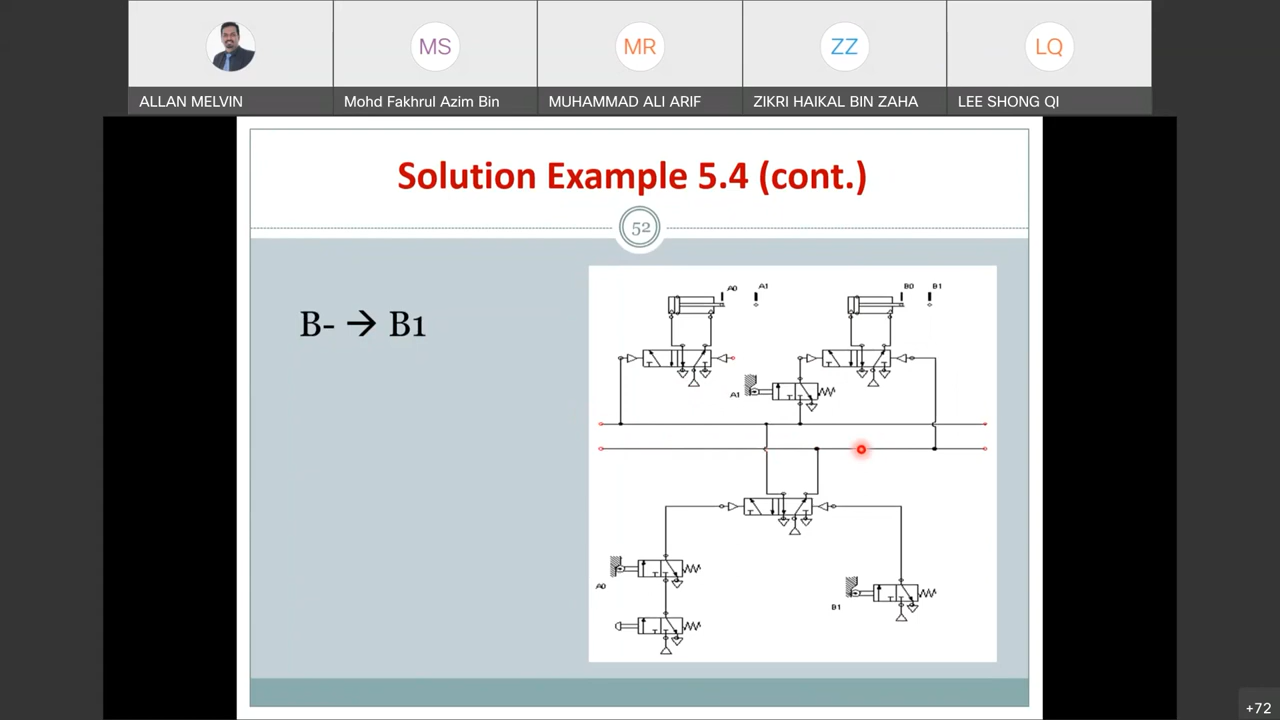 MS
MR
ZZ
LQ
ALLAN MELVIN
Mohd Fakhrul Azim Bin
MUHAMMAD ALI ARIF
ZIKRI HAIKAL BIN ZAHA
LEE SHONG QI
Solution Example 5.4 (cont.)
52
B- → B1
A0
A1
B0
B1
A1
A0
B1
+72